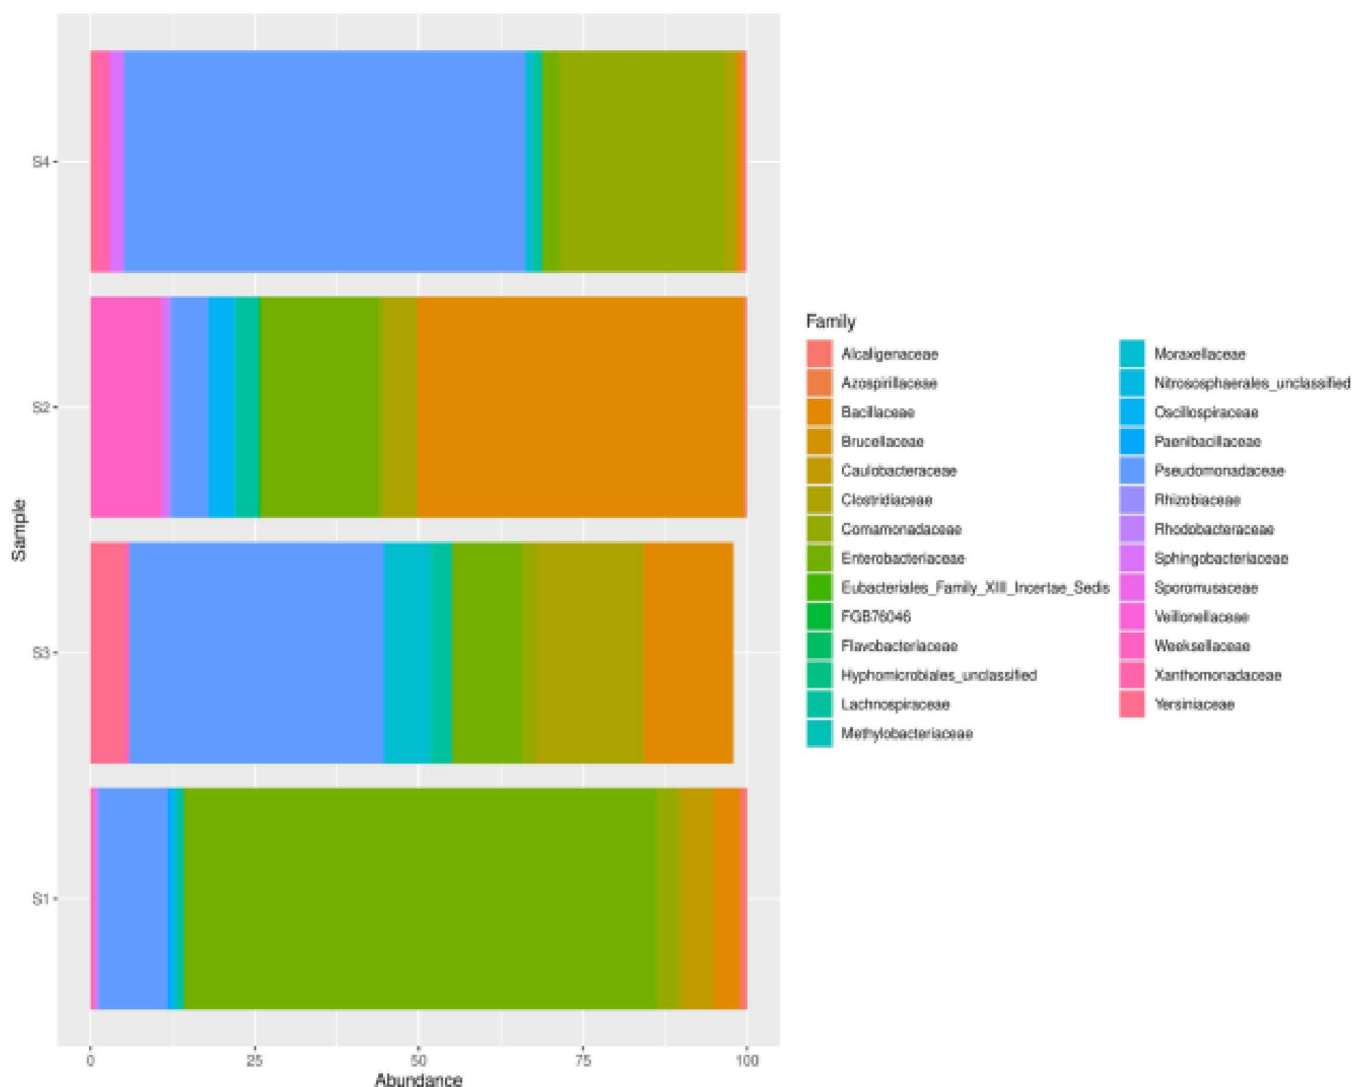 S4
S2
S3
S1
Sample
0 25 50 75 100
Abundance
Family
Alcaligenaceae
Azospirillaceae
Bacillaceae
Brucellaceae
Caulobacteraceae
Clostridiaceae
Comamonadaceae
Enterobacteriaceae
Eubacteriales_Family_XIII_Incertae_Sedis
FGB76046
Flavobacteriaceae
Hyphomicrobiales_unclassified
Lachnospiraceae
Methylobacteriaceae
Moraxellaceae
Nitrososphaerales_unclassified
Oscillospiraceae
Paenibacillaceae
Pseudomonadaceae
Rhizobiaceae
Rhodobacteraceae
Sphingobacteriaceae
Sporomusaceae
Veillonellaceae
Weeksellaceae
Xanthomonadaceae
Yersiniaceae